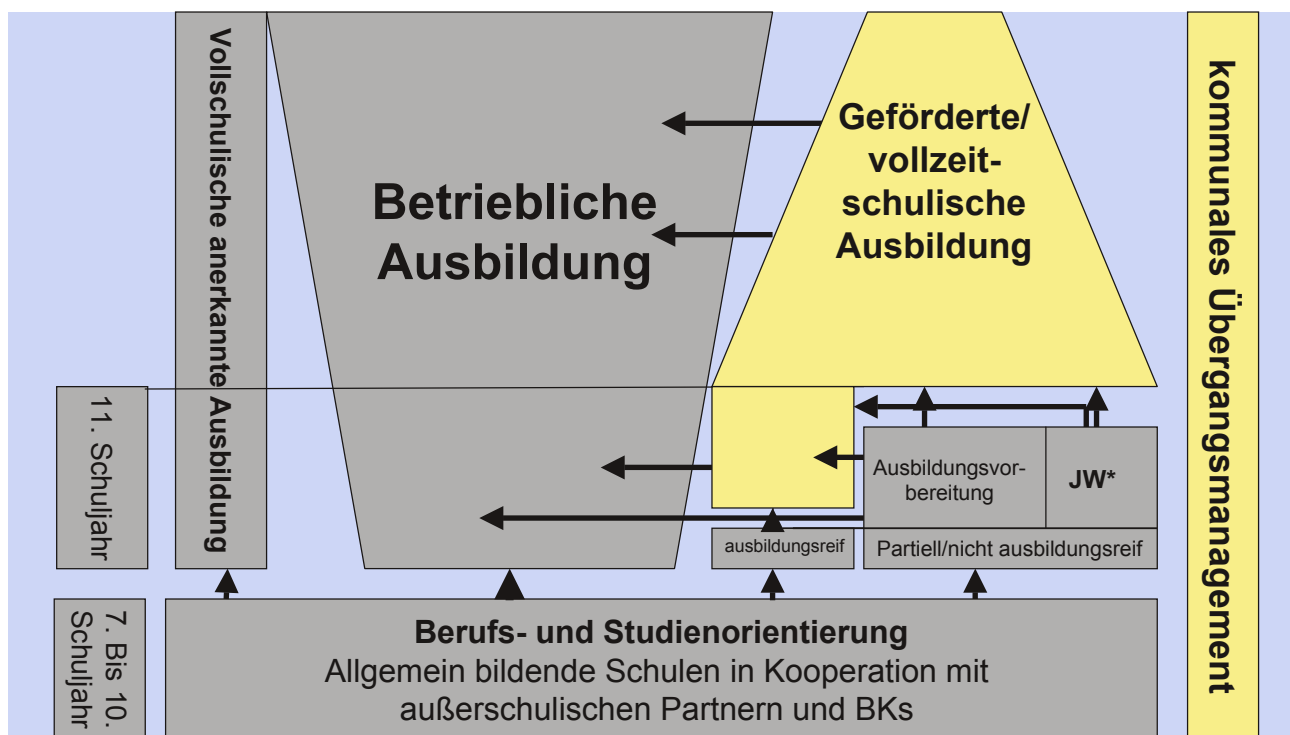 Vollschulische anerkannte Ausbildung
Betriebliche
Ausbildung
Geförderte/
vollzeit-
schulische
Ausbildung
kommunales Übergangsmanagement
11. Schuljahr
Ausbildungsvor-
bereitung
JW*
ausbildungsreif
Partiell/nicht ausbildungsreif
7. Bis 10.
Schuljahr
Berufs- und Studienorientierung
Allgemein bildende Schulen in Kooperation mit
außerschulischen Partnern und BKs